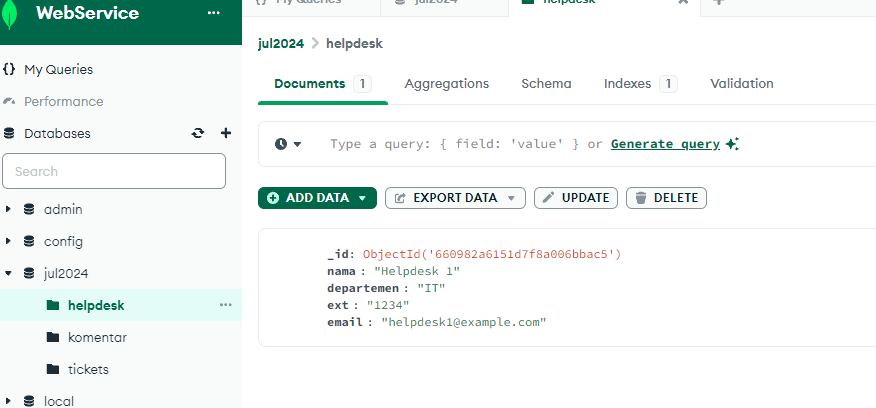 WebService
My Queries
jul2024
helpdesk
jul2024 > helpdesk
{} My Queries
Performance
Databases
Search
admin
config
jul2024
helpdesk
komentar
tickets
local
Documents 1
Aggregations
Schema
Indexes 1
Validation
Type a query: { field: 'value' } or Generate query
ADD DATA
EXPORT DATA
UPDATE
DELETE
_id: ObjectId('660982a6151d7f8a006bbac5')
nama : "Helpdesk 1"
departemen : "IT"
ext : "1234"
email : "helpdesk1@example.com"